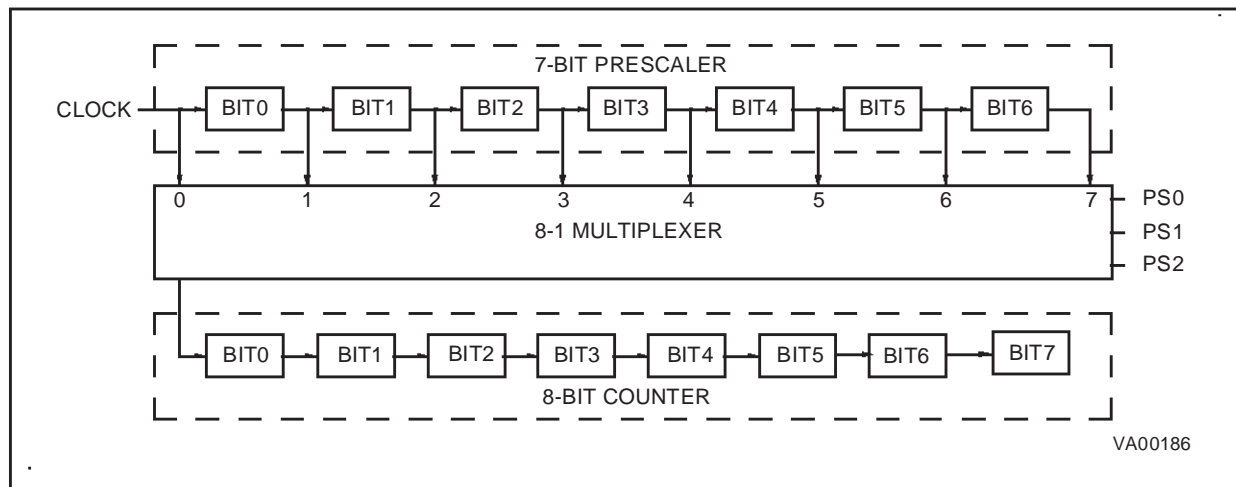 7-BIT PRESCALER
CLOCK BIT0 BIT1 BIT2 BIT3 BIT4 BIT5 BIT6
0 1 2 3 4 5 6 7 PS0
8-1 MULTIPLEXER PS1
PS2
BIT0 BIT1 BIT2 BIT3 BIT4 BIT5 BIT6 BIT7
8-BIT COUNTER
VA00186